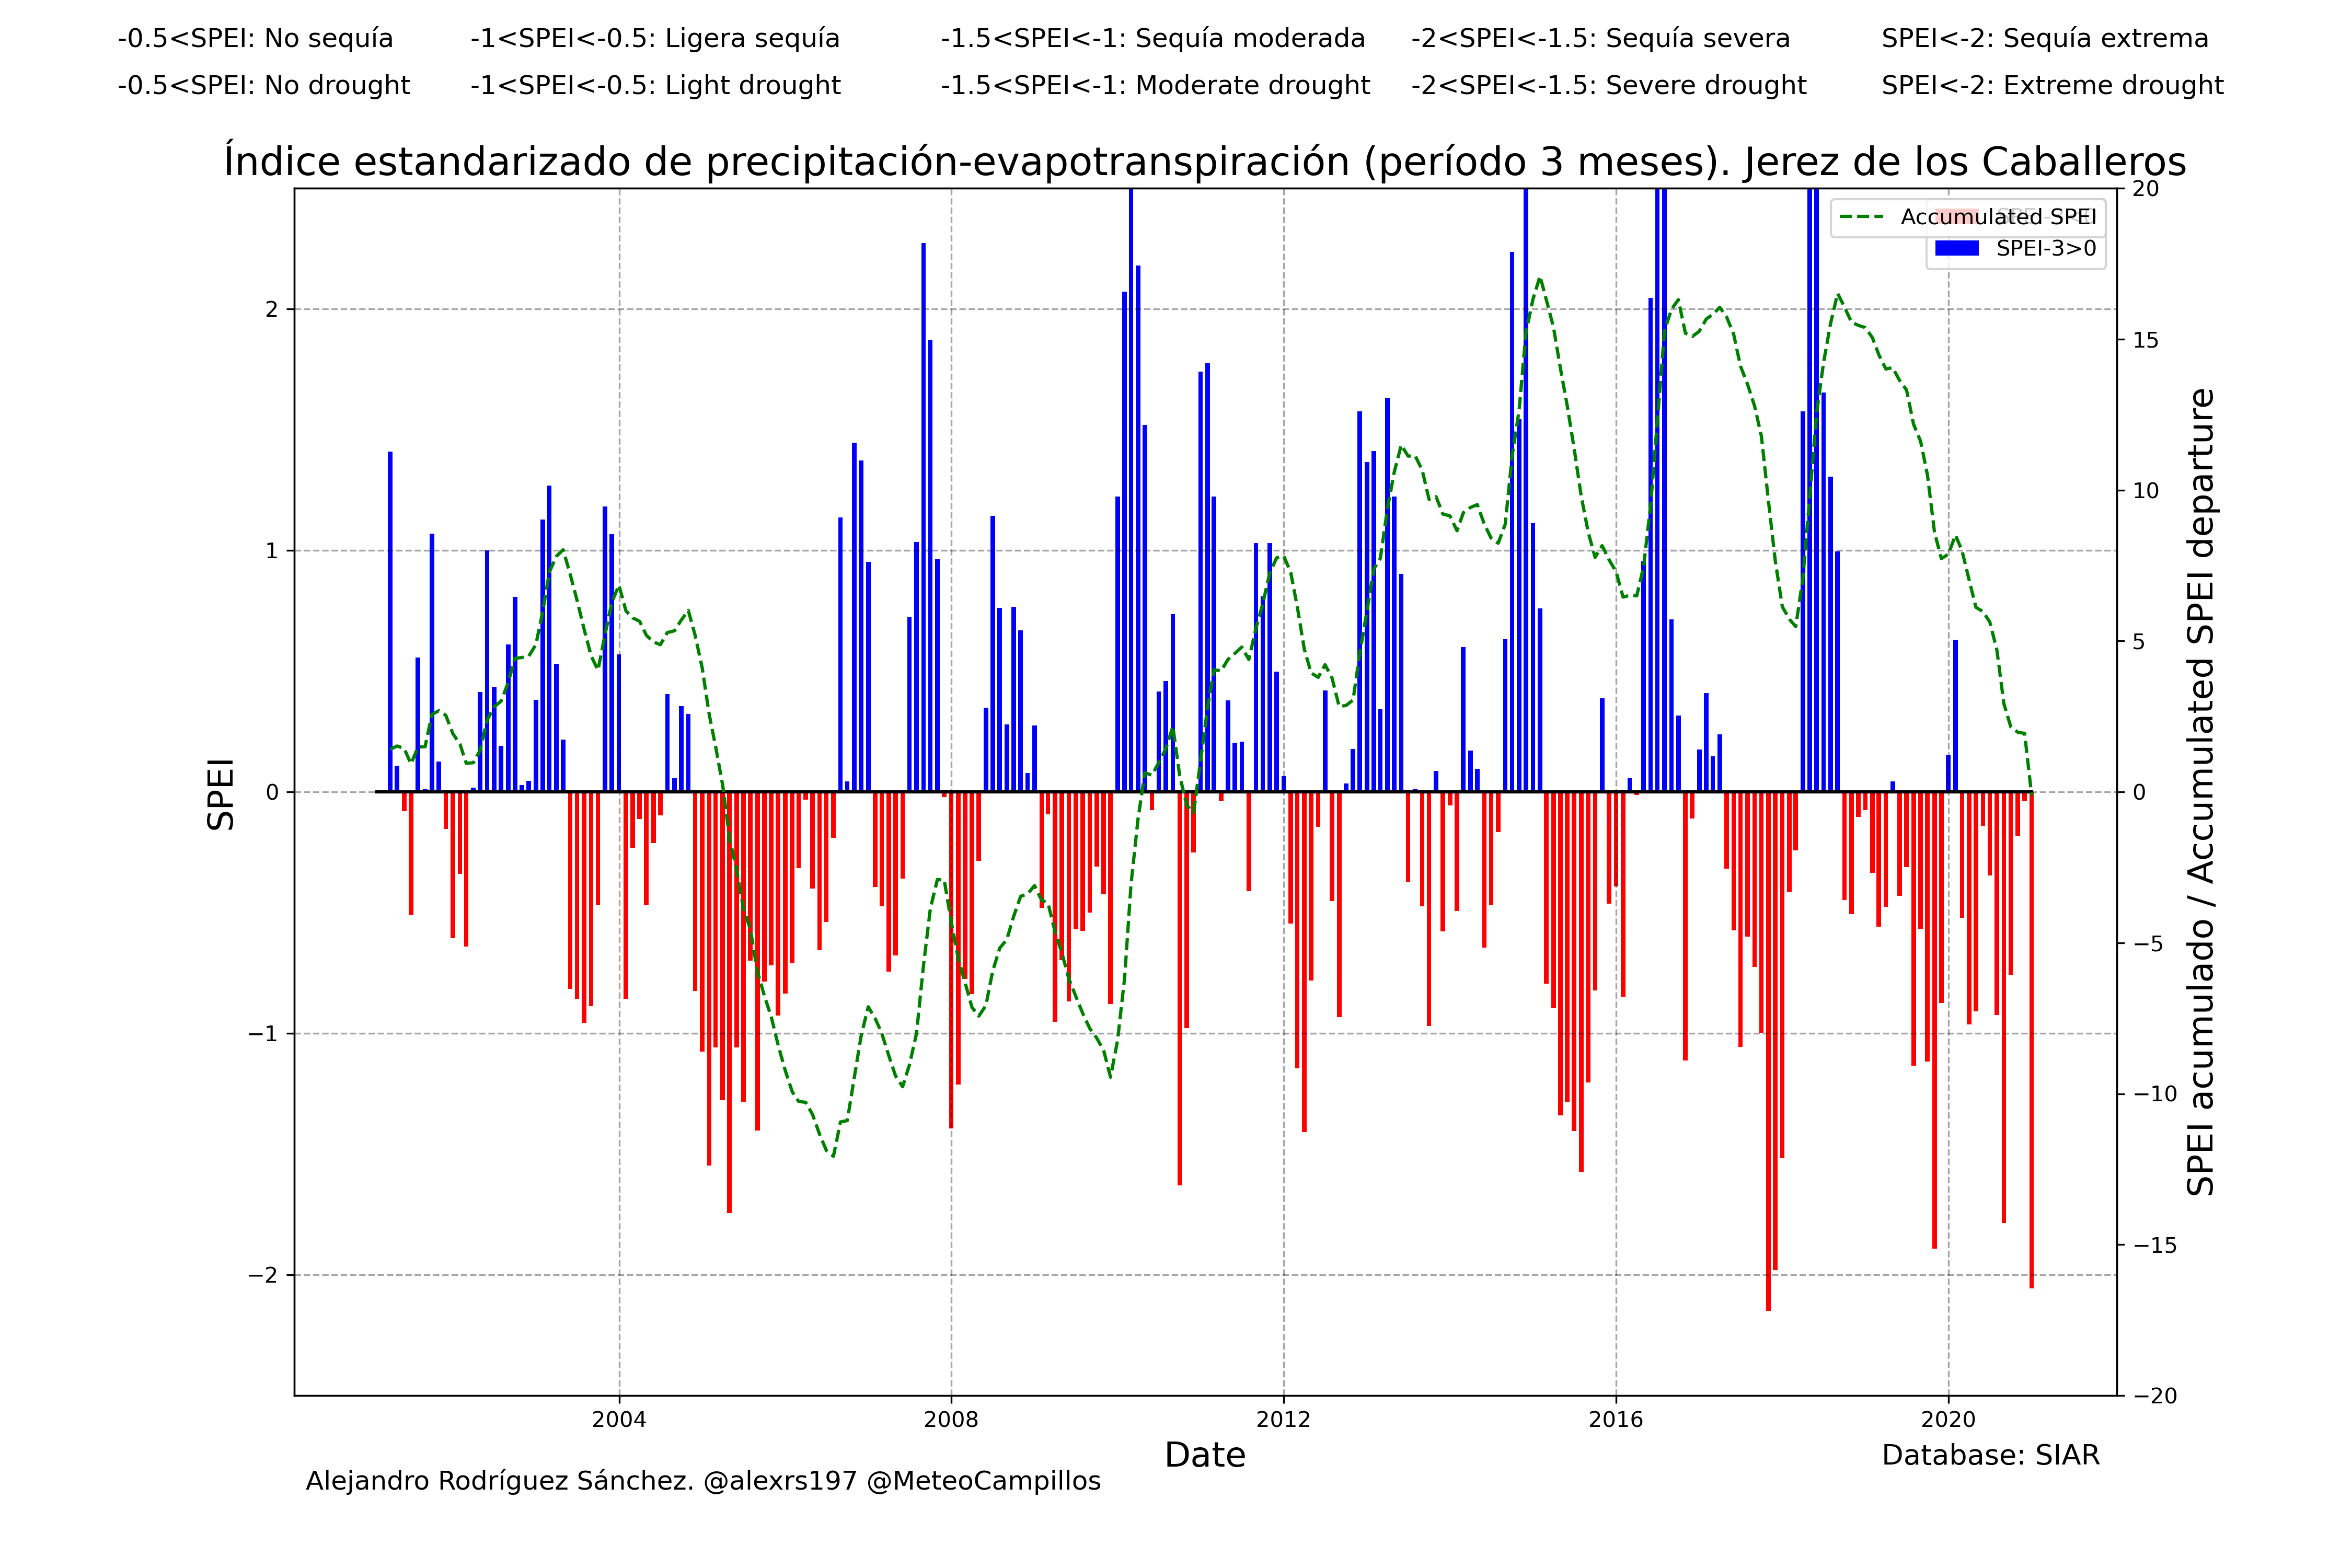 -0.5<SPEI: No sequía
-1<SPEI<-0.5: Ligera sequía
-1.5<SPEI<-1: Sequía moderada
-2<SPEI<-1.5: Sequía severa
SPEI<-2: Sequía extrema
-0.5<SPEI: No drought
-1<SPEI<-0.5: Light drought
-1.5<SPEI<-1: Moderate drought
-2<SPEI<-1.5: Severe drought
SPEI<-2: Extreme drought
Índice estandarizado de precipitación-evapotranspiración (período 3 meses). Jerez de los Caballeros
Accumulated SPEI
SPEI-3>0
SPEI
2
1
0
−1
−2
20
15
10
5
0
−5
−10
−15
−20
SPEI acumulado / Accumulated SPEI departure
2004
2008
2012
2016
2020
Date
Database: SIAR
Alejandro Rodríguez Sánchez. @alexrs197 @MeteoCampillos